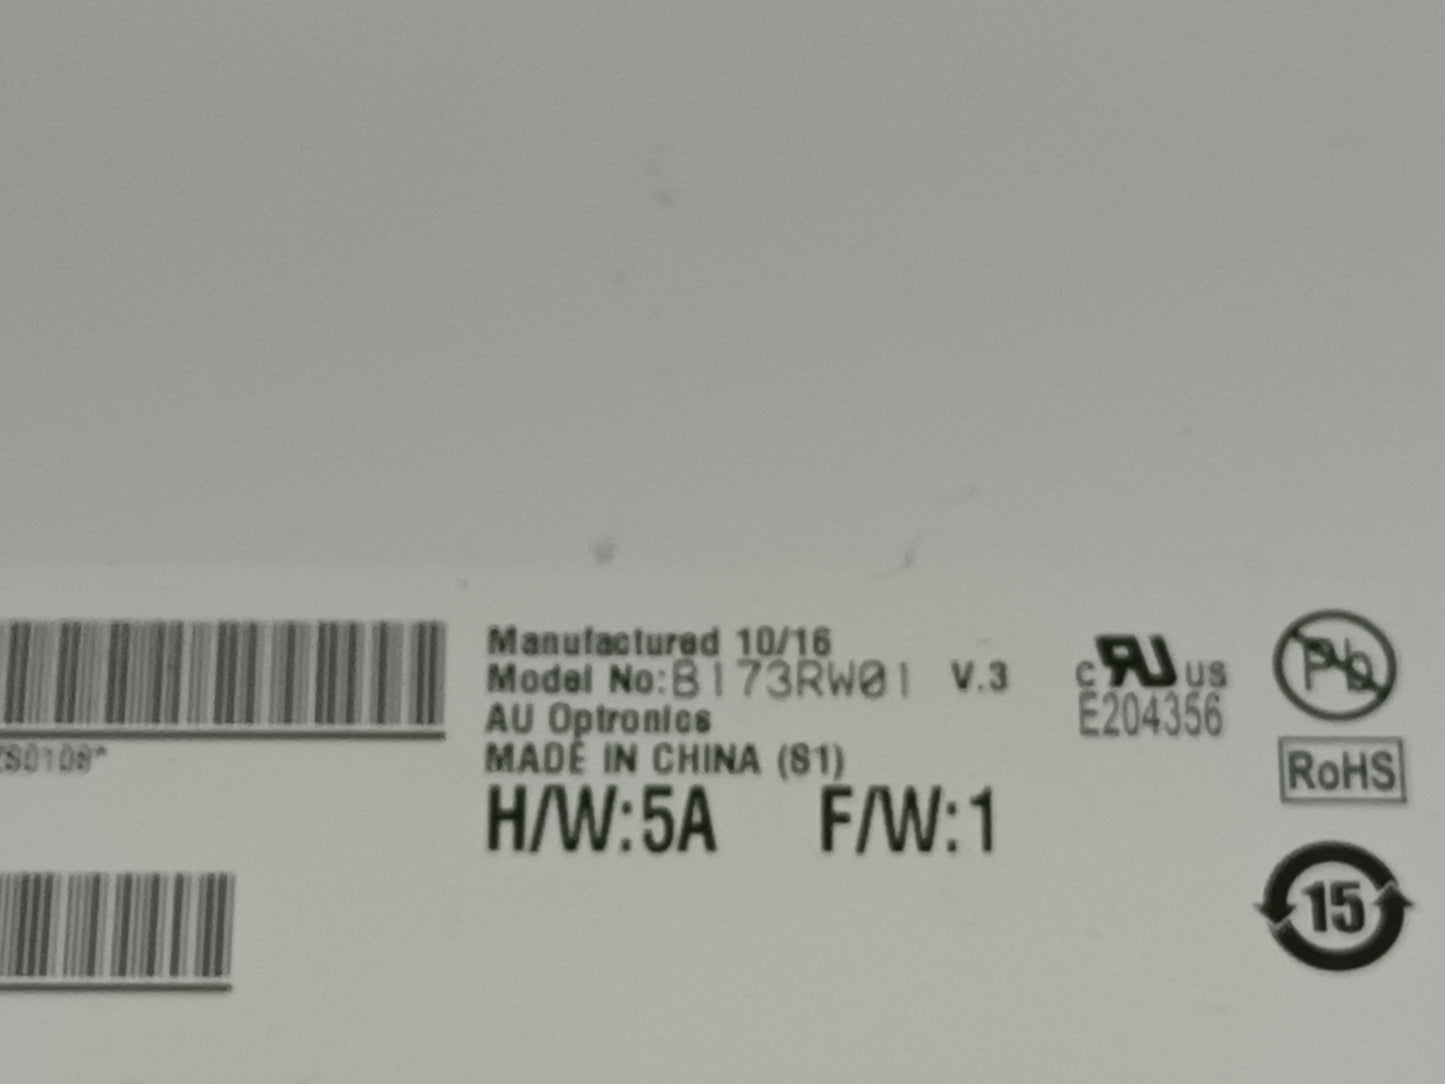 Manufactured 10/16
Model No:B173RW01 V.3
AU Optronics
MADE IN CHINA (S1)
H/W:5A F/W:1
c RU US
E204356
Pb
RoHS
15